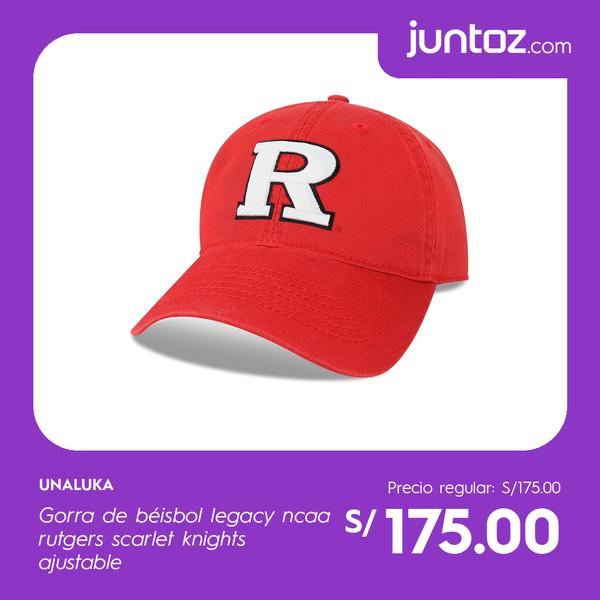 juntoz.com
R
UNALUKA
Precio regular: S/175.00
Gorra de béisbol legacy ncaa
rutgers scarlet knights
ajustable
S/ 175.00